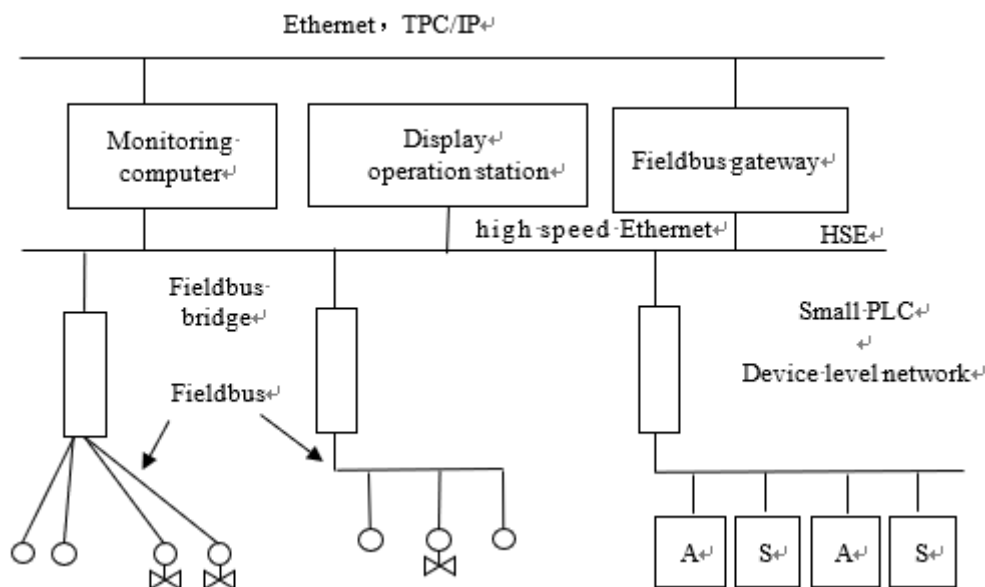 Ethernet，TPC/IP↵
Monitoring
computer↵
Display↵
operation station↵
Fieldbus gateway↵
high speed Ethernet↵
HSE↵
Fieldbus
bridge↵
Small PLC↵
↵
Device level network↵
Fieldbus↵
A↵
S↵
A↵
S↵